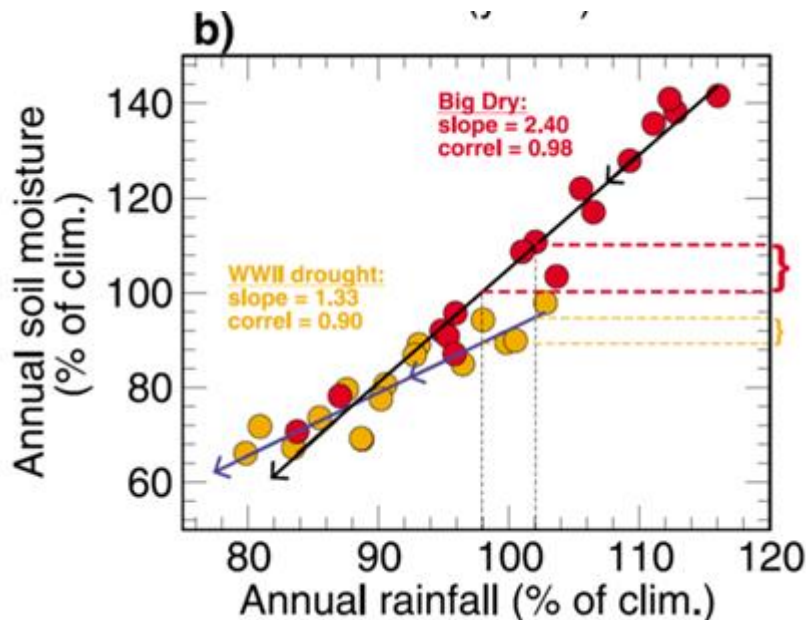 b)
Big Dry:
slope = 2.40
correl = 0.98
WWII drought:
slope = 1.33
correl = 0.90
Annual soil moisture
(% of clim.)
140
120
100
80
60
80 90 100 110 120
Annual rainfall (% of clim.)